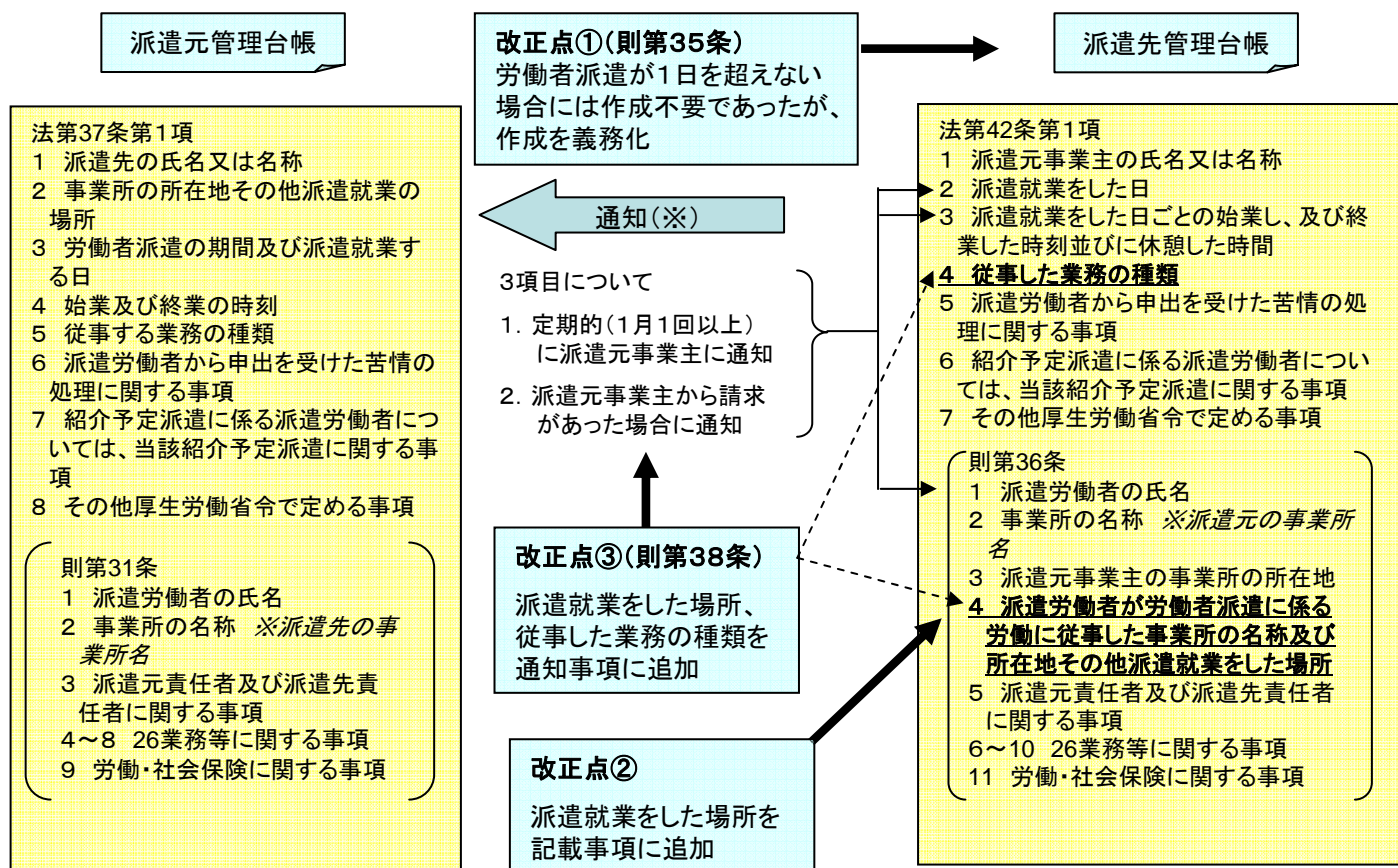 派遣元管理台帳
法第37条第1項
1 派遣先の氏名又は名称
2 事業所の所在地その他派遣就業の
場所
3 労働者派遣の期間及び派遣就業す
る日
4 始業及び終業の時刻
5 従事する業務の種類
6 派遣労働者から申出を受けた苦情の
処理に関する事項
7 紹介予定派遣に係る派遣労働者につ
いては、当該紹介予定派遣に関する事
項
8 その他厚生労働省令で定める事項
則第31条
1 派遣労働者の氏名
2 事業所の名称 ※派遣先の事
業所名
3 派遣元責任者及び派遣先責
任者に関する事項
4～8 26業務等に関する事項
9 労働・社会保険に関する事項
改正点①(則第35条)
労働者派遣が1日を超えない
場合には作成不要であったが、
作成を義務化
通知(※)
3項目について
1. 定期的(1月1回以上)
に派遣元事業主に通知
2. 派遣元事業主から請求
があった場合に通知
改正点③(則第38条)
派遣就業をした場所、
従事した業務の種類を
通知事項に追加
改正点②
派遣就業をした場所を
記載事項に追加
派遣先管理台帳
法第42条第1項
1 派遣元事業主の氏名又は名称
2 派遣就業をした日
3 派遣就業をした日ごとの始業し、及び終
業した時刻並びに休憩した時間
4 従事した業務の種類
5 派遣労働者から申出を受けた苦情の処
理に関する事項
6 紹介予定派遣に係る派遣労働者につい
ては、当該紹介予定派遣に関する事項
7 その他厚生労働省令で定める事項
則第36条
1 派遣労働者の氏名
2 事業所の名称 ※派遣元の事業所
名
3 派遣元事業主の事業所の所在地
4 派遣労働者が労働者派遣に係る
労働に従事した事業所の名称及び
所在地その他派遣就業をした場所
5 派遣元責任者及び派遣先責任者
に関する事項
6～10 26業務等に関する事項
11 労働・社会保険に関する事項